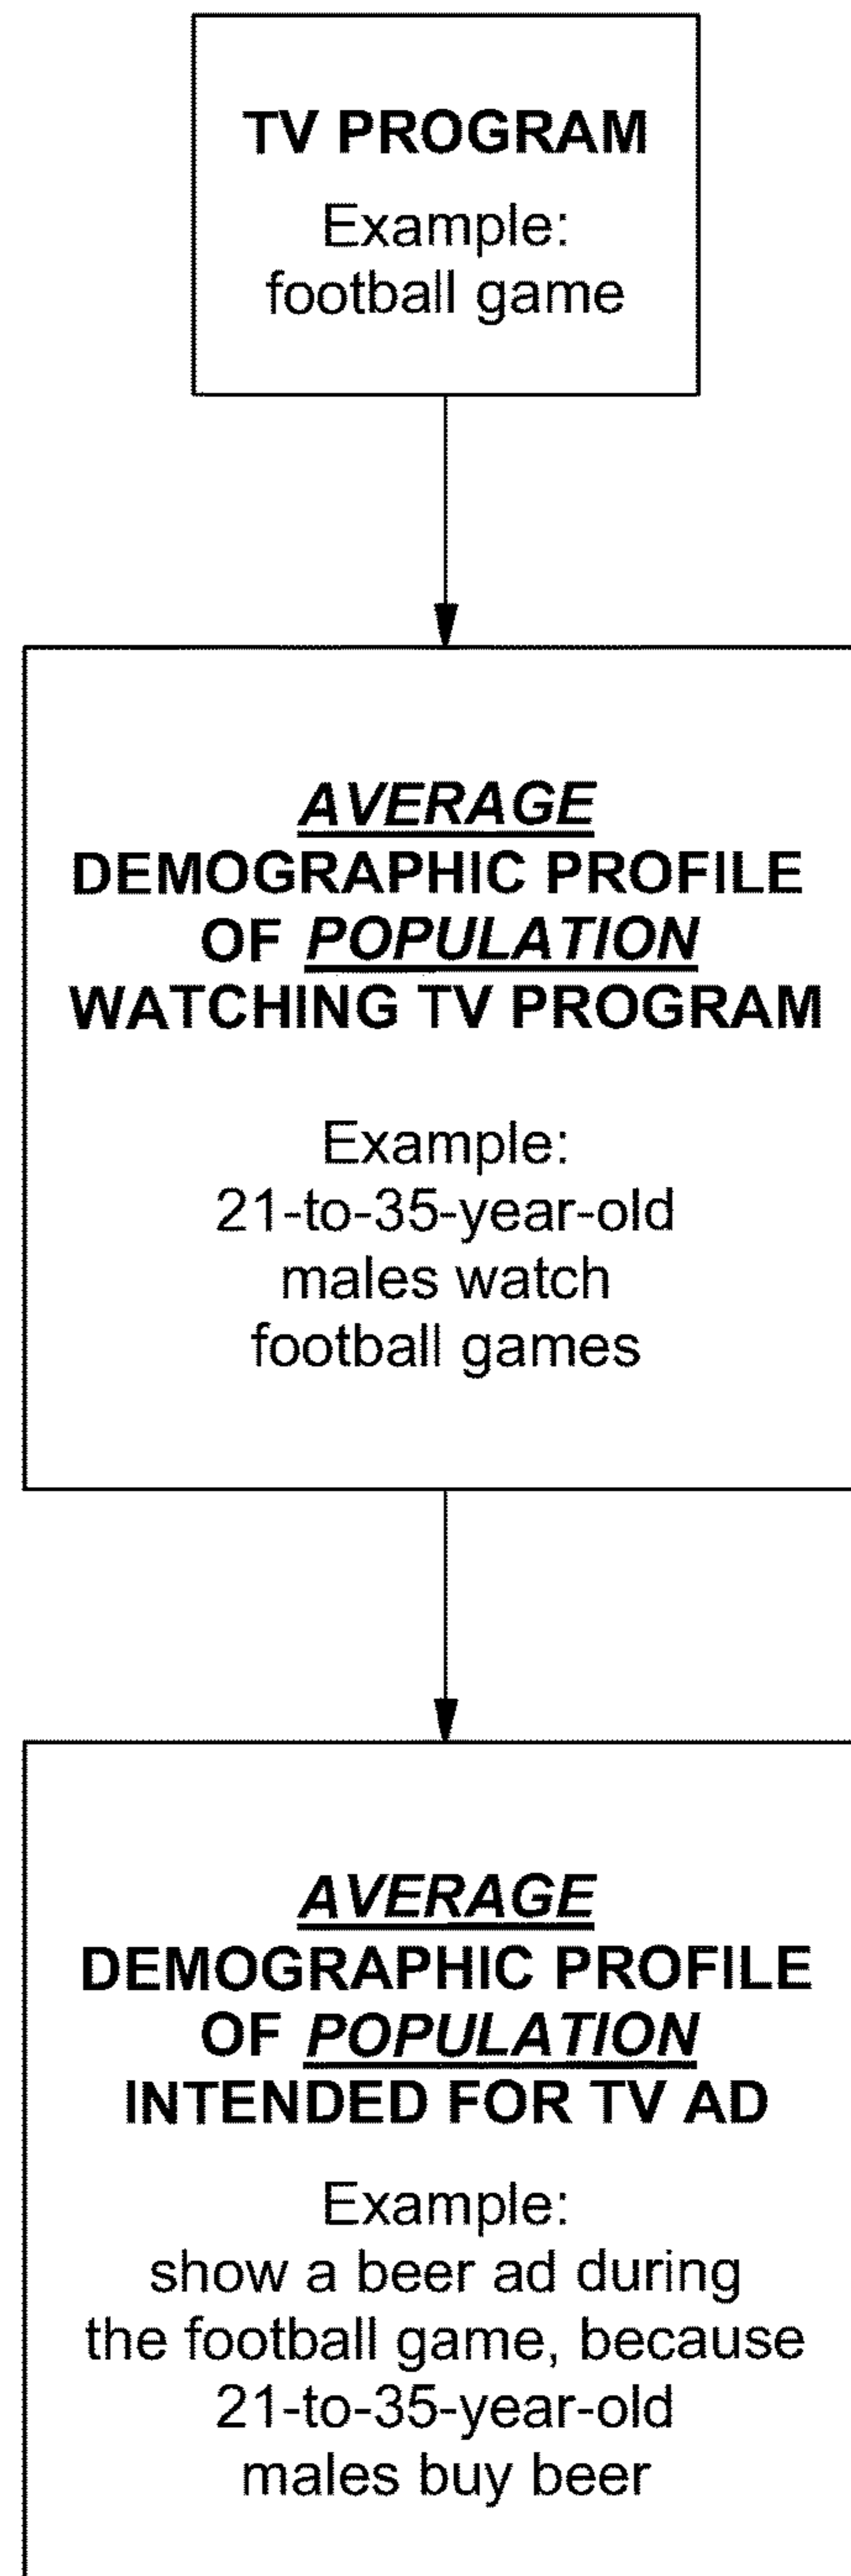 TV PROGRAM
Example:
football game
AVERAGE
DEMOGRAPHIC PROFILE
OF POPULATION
WATCHING TV PROGRAM
Example:
21-to-35-year-old
males watch
football games
AVERAGE
DEMOGRAPHIC PROFILE
OF POPULATION
INTENDED FOR TV AD
Example:
show a beer ad during
the football game, because
21-to-35-year-old
males buy beer